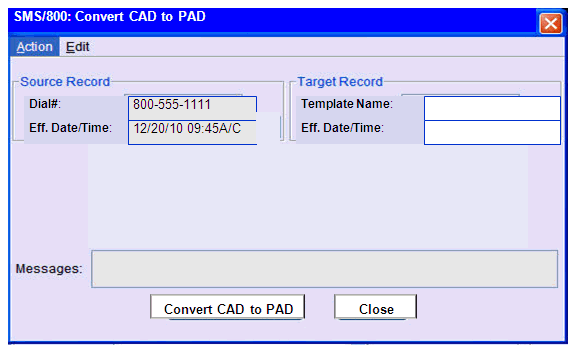 SMS/800: Convert CAD to PAD
Action Edit
Source Record Target Record
Dial#: 800-555-1111 Template Name:
Eff. Date/Time: 12/20/10 09:45A/C Eff. Date/Time:
Messages:
Convert CAD to PAD Close